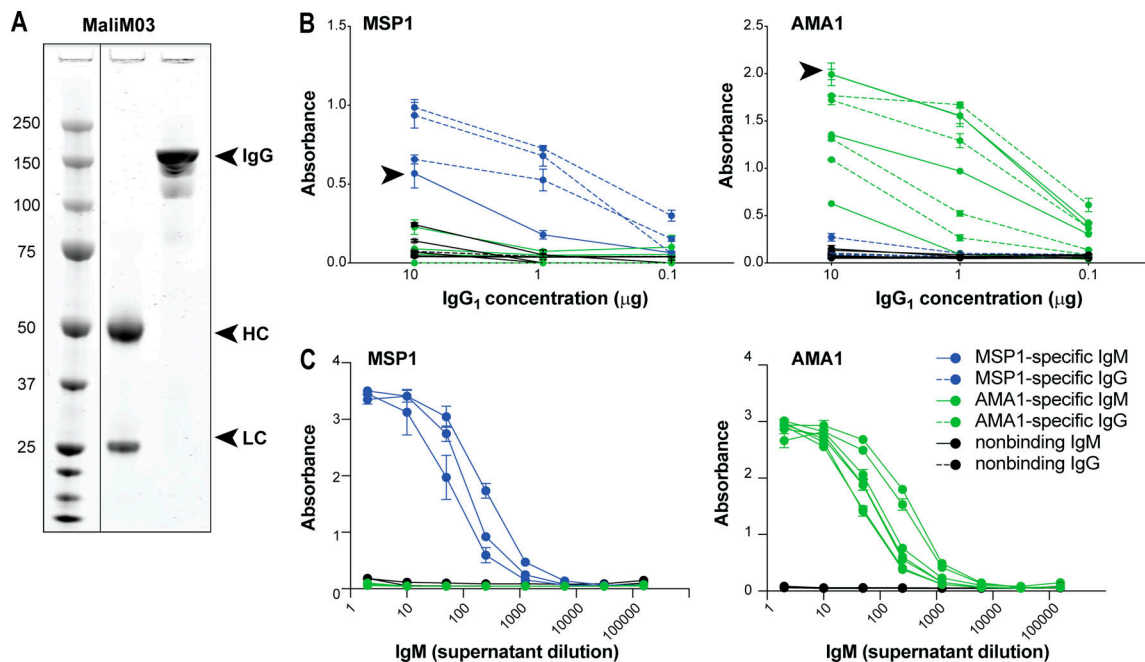 A
MaliM03
250
150
100
75
50
37
25
IgG
HC
LC
B
MSP1
Absorbance
1.5
1.0
0.5
0.0
10
1
0.1
IgG₁ concentration (μg)
AMA1
Absorbance
2.5
2.0
1.5
1.0
0.5
0.0
10
1
0.1
IgG₁ concentration (μg)
C
MSP1
Absorbance
4
3
2
1
0
1
10
100
1000
10000
100000
IgM (supernatant dilution)
AMA1
Absorbance
4
3
2
1
0
1
10
100
1000
10000
100000
IgM (supernatant dilution)
MSP1-specific IgM
MSP1-specific IgG
AMA1-specific IgM
AMA1-specific IgG
nonbinding IgM
nonbinding IgG